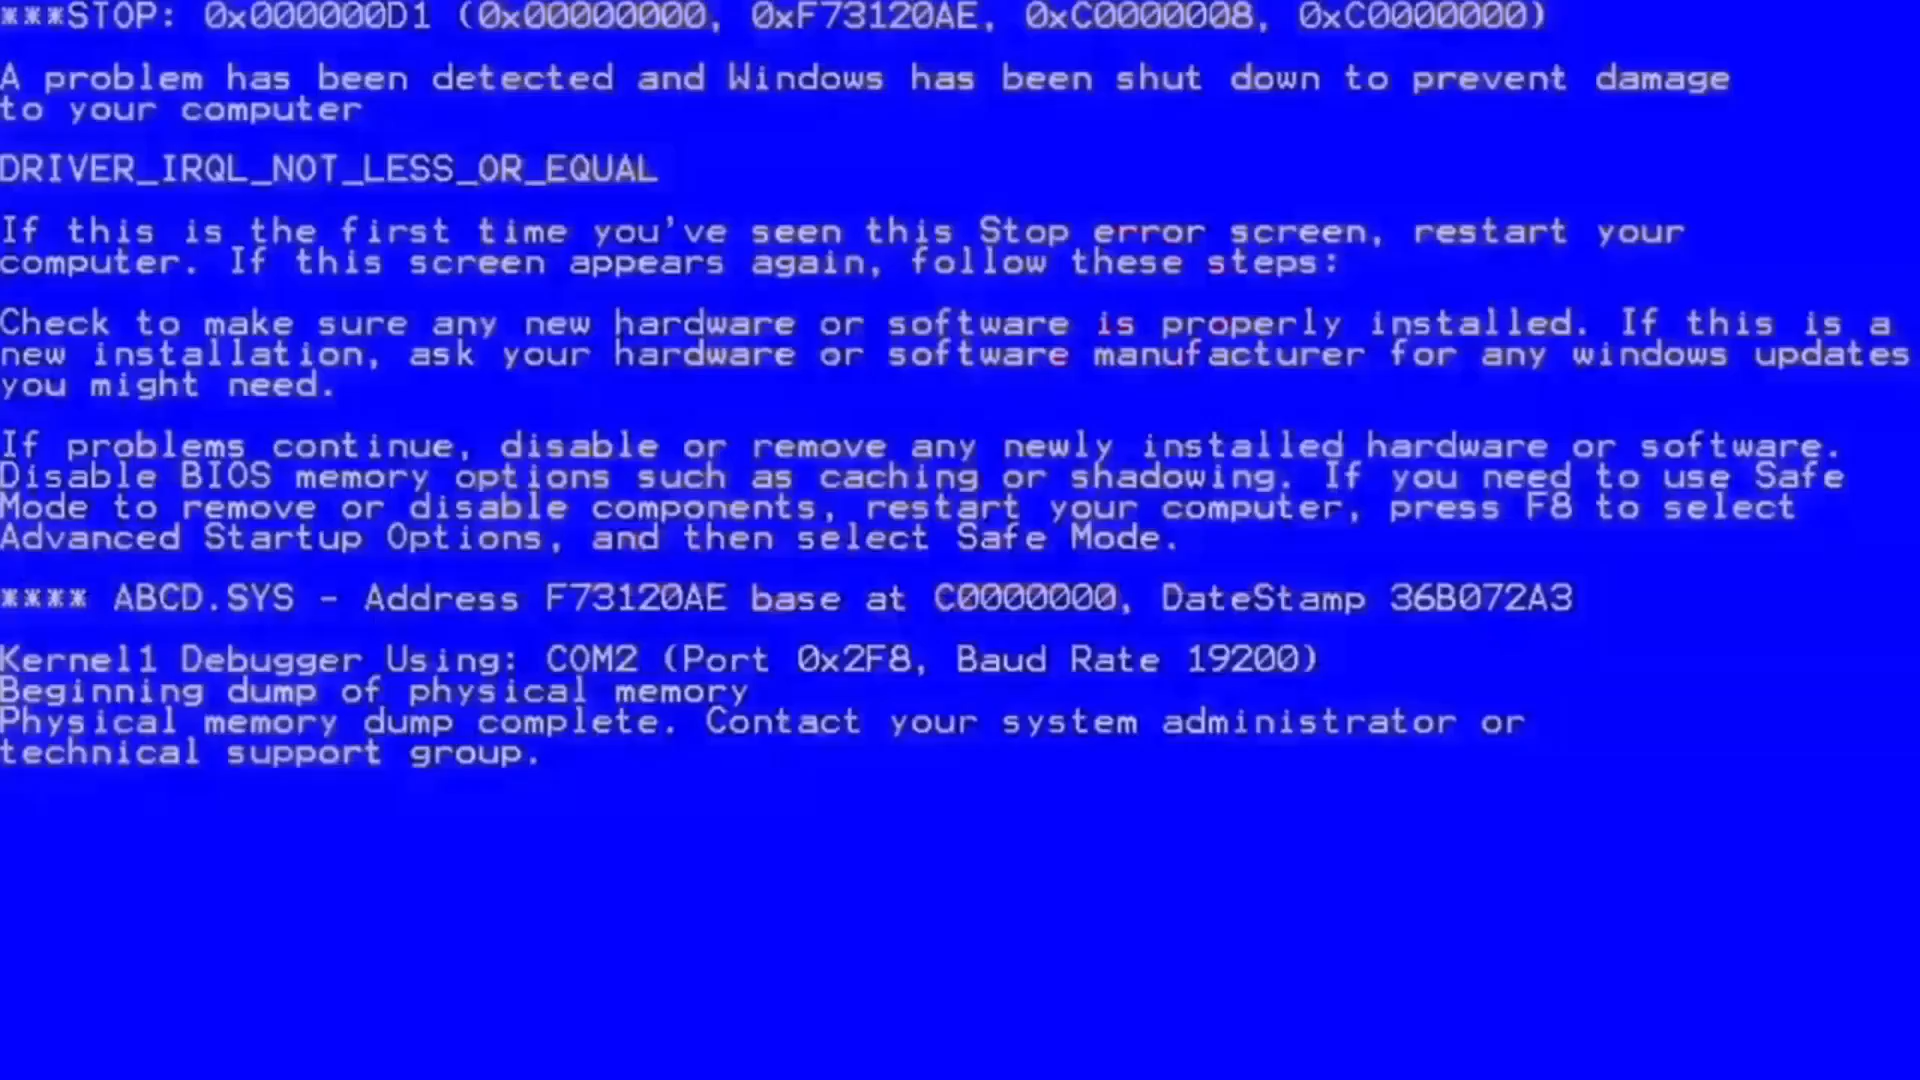 ***STOP: 0x000000D1 (0x00000000, 0xF73120AE, 0xC0000008, 0xC0000000)
A problem has been detected and Windows has been shut down to prevent damage
to your computer
DRIVER_IRQL_NOT_LESS_OR_EQUAL
If this is the first time you've seen this Stop error screen, restart your
computer. If this screen appears again, follow these steps:
Check to make sure any new hardware or software is properly installed. If this is a
new installation, ask your hardware or software manufacturer for any windows updates
you might need.
If problems continue, disable or remove any newly installed hardware or software.
Disable BIOS memory options such as caching or shadowing. If you need to use Safe
Mode to remove or disable components, restart your computer, press F8 to select
Advanced Startup Options, and then select Safe Mode.
**** ABCD.SYS - Address F73120AE base at C0000000, DateStamp 36B072A3
Kernel1 Debugger Using: COM2 (Port 0x2F8, Baud Rate 19200)
Beginning dump of physical memory
Physical memory dump complete. Contact your system administrator or
technical support group.